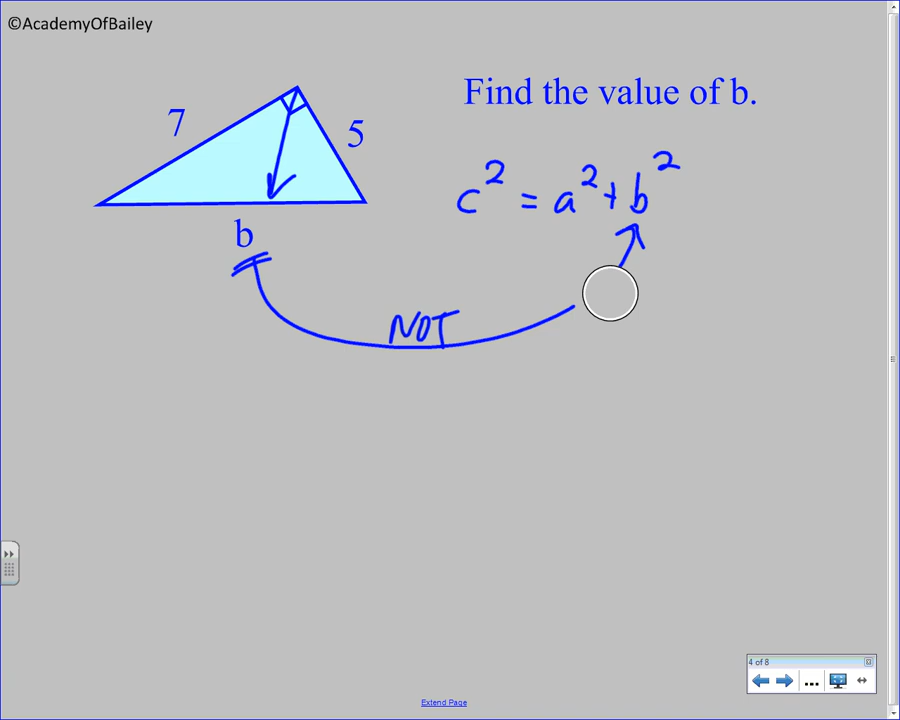 ©AcademyOfBailey
Find the value of b.
7
5
c² = a² + b²
b
NOT
4 of 8
...
Extend Page